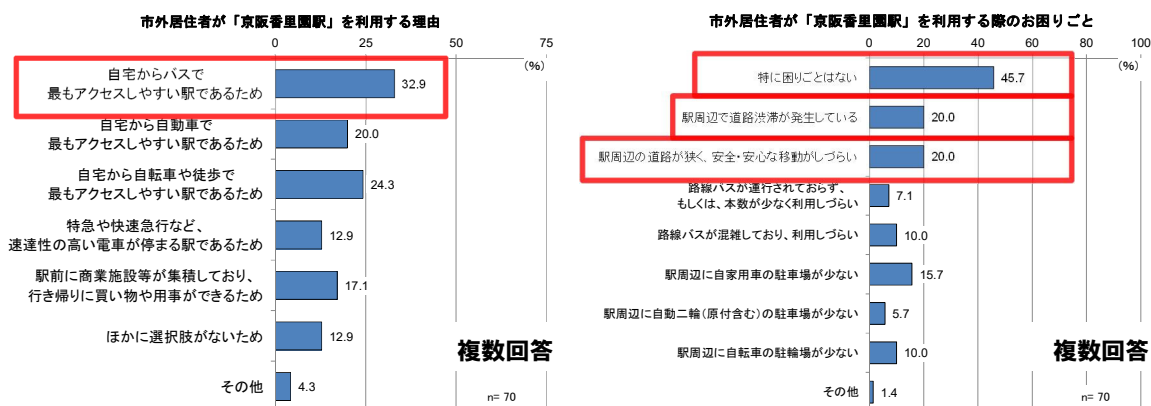 市外居住者が「京阪香里園駅」を利用する理由
0 25 50 75
(%)
自宅からバスで
最もアクセスしやすい駅であるため
32.9
自宅から自動車で
最もアクセスしやすい駅であるため
20.0
自宅から自転車や徒歩で
最もアクセスしやすい駅であるため
24.3
特急や快速急行など、
速達性の高い電車が停まる駅であるため
12.9
駅前に商業施設等が集積しており、
行き帰りに買い物や用事ができるため
17.1
ほかに選択肢がないため
12.9
複数回答
その他
4.3
n= 70
市外居住者が「京阪香里園駅」を利用する際のお困りごと
0 20 40 60 80 100
(%)
特に困りごとはない
45.7
駅周辺で道路渋滞が発生している
20.0
駅周辺の道路が狭く、安全・安心な移動がしづらい
20.0
路線バスが運行されておらず、
もしくは、本数が少なく利用しづらい
7.1
路線バスが混雑しており、利用しづらい
10.0
駅周辺に自家用車の駐車場が少ない
15.7
駅周辺に自動二輪(原付含む)の駐車場が少ない
5.7
駅周辺に自転車の駐輪場が少ない
10.0
複数回答
その他
1.4
n= 70